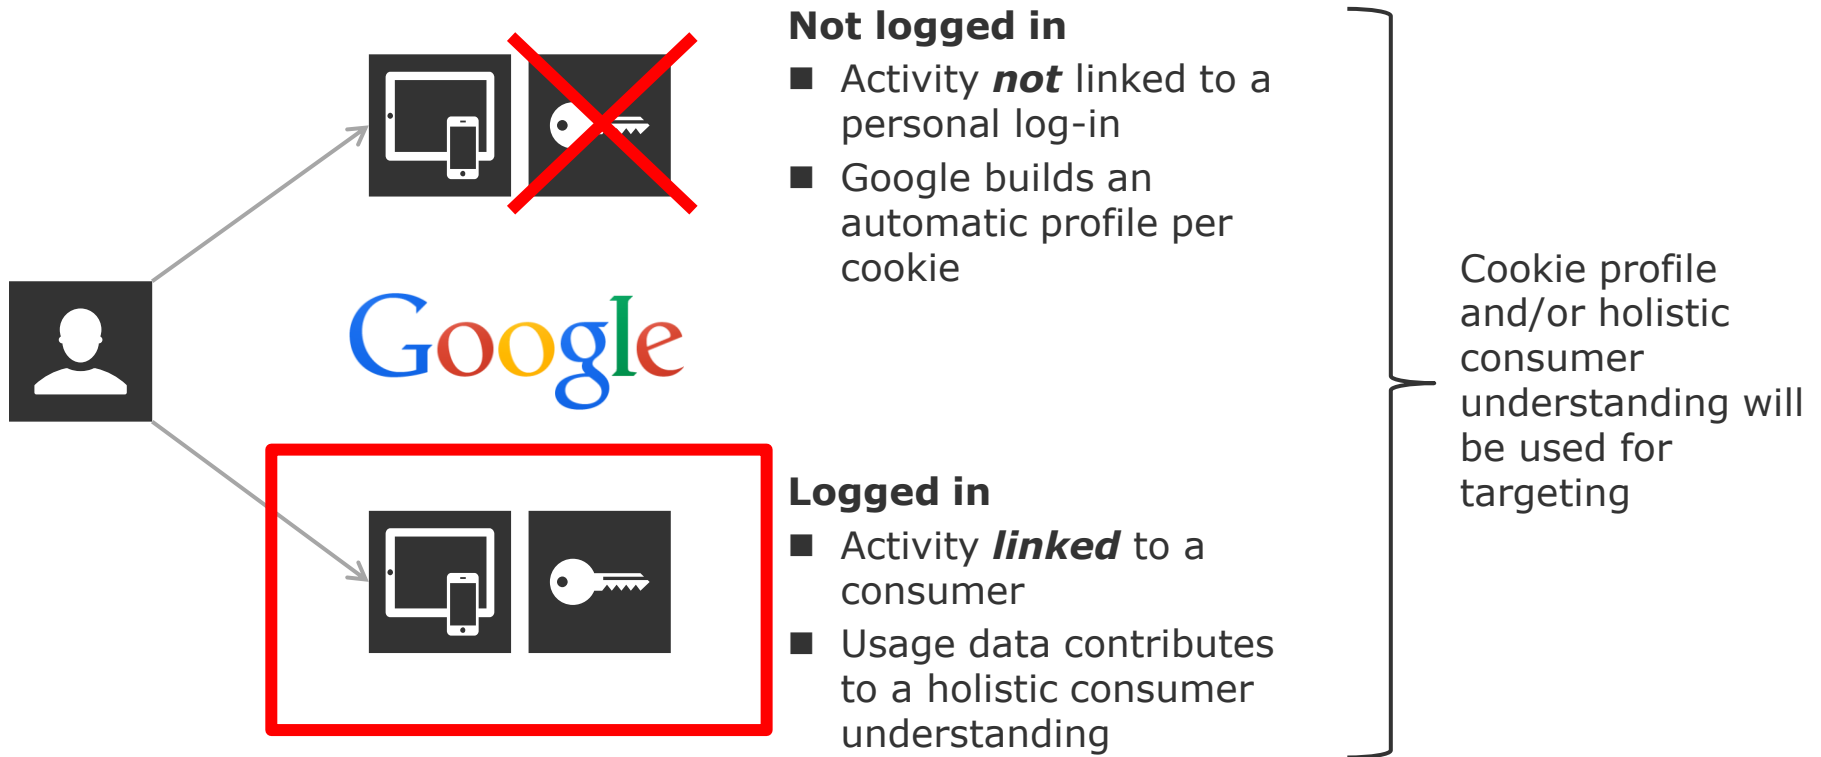 Not logged in
■ Activity not linked to a
personal log-in
■ Google builds an
automatic profile per
cookie
Google
Logged in
■ Activity linked to a
consumer
■ Usage data contributes
to a holistic consumer
understanding
Cookie profile
and/or holistic
consumer
understanding will
be used for
targeting